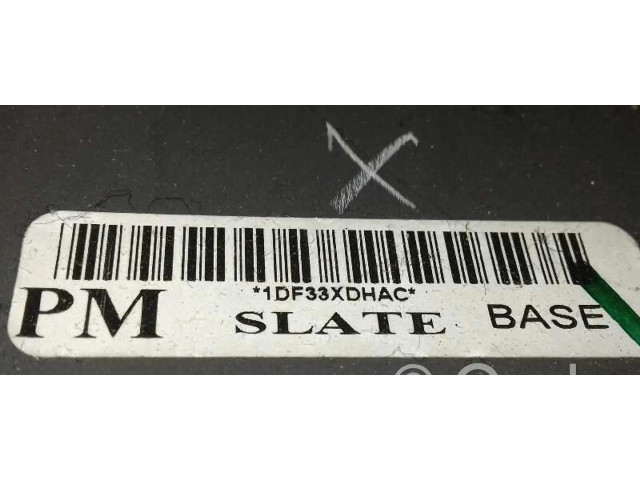 X
*1DF33XDHAC*
PM SLATE BASE
©